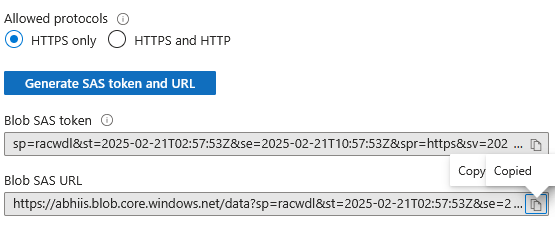 Allowed protocols
HTTPS only HTTPS and HTTP
Generate SAS token and URL
Blob SAS token
sp=racwdl&st=2025-02-21T02:57:53Z&se=2025-02-21T10:57:53Z&spr=https&sv=202 ...
Copy Copied
Blob SAS URL
https://abhiis.blob.core.windows.net/data?sp=racwdl&st=2025-02-21T02:57:53Z&se=2 ...